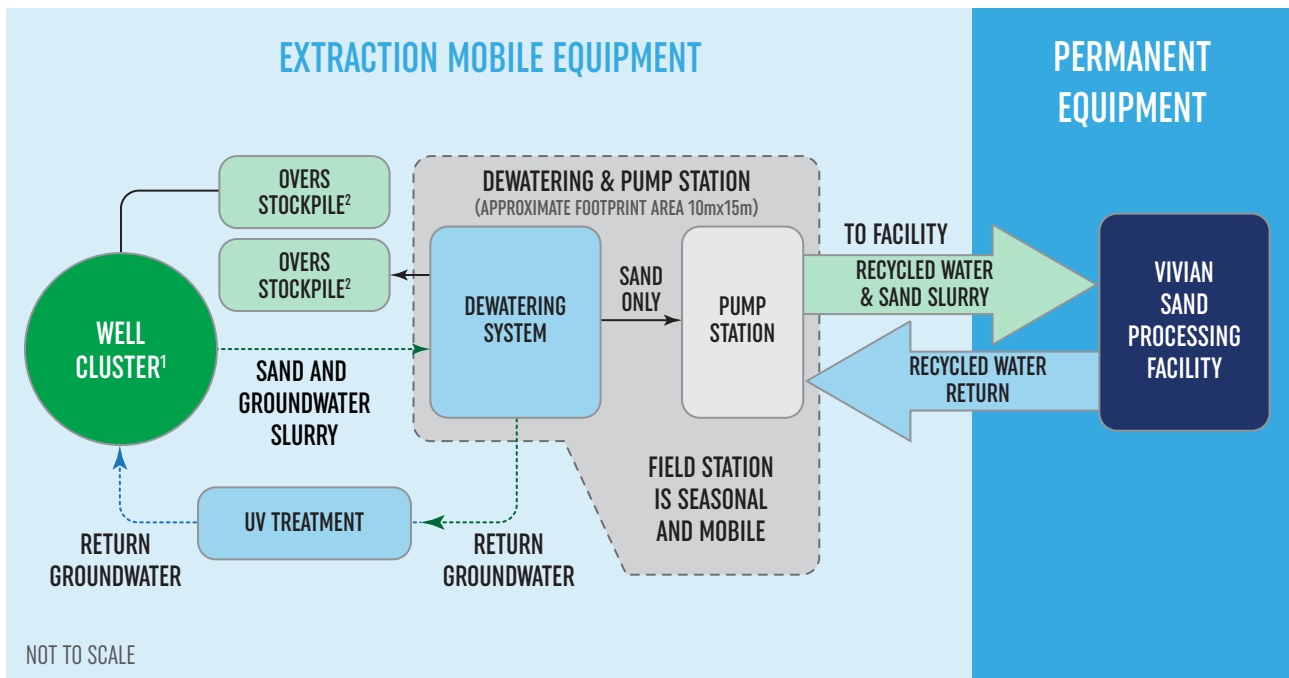 EXTRACTION MOBILE EQUIPMENT
PERMANENT
EQUIPMENT
OVERS
STOCKPILE²
OVERS
STOCKPILE²
WELL
CLUSTER¹
SAND AND
GROUNDWATER
SLURRY
DEWATERING & PUMP STATION
(APPROXIMATE FOOTPRINT AREA 10mx15m)
DEWATERING
SYSTEM
SAND
ONLY
PUMP
STATION
TO FACILITY
RECYCLED WATER
& SAND SLURRY
RECYCLED WATER
RETURN
VIVIAN
SAND
PROCESSING
FACILITY
FIELD STATION
IS SEASONAL
AND MOBILE
UV TREATMENT
RETURN
GROUNDWATER
RETURN
GROUNDWATER
NOT TO SCALE